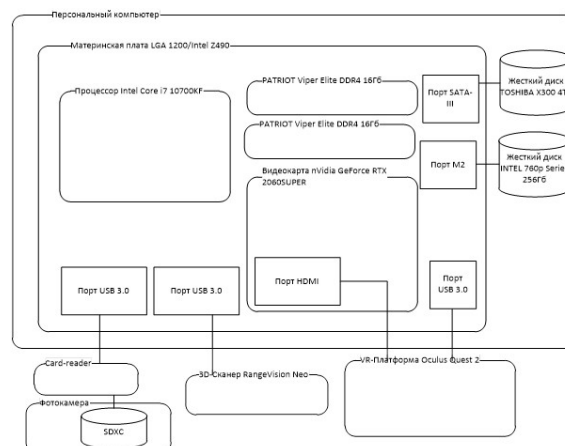 Персональный компьютер
Материнская плата LGA 1200/Intel Z490
Процессор Intel Core i7 10700KF
PATRIOT Viper Elite DDR4 16Гб
PATRIOT Viper Elite DDR4 16Гб
Порт SATA-
III
Жесткий диск
TOSHIBA X300 4Т
Порт M2
Жесткий диск
INTEL 760p Serie
256Гб
Видеокарта nVidia GeForce RTX
2060SUPER
Порт HDMI
Порт USB 3.0
Порт USB 3.0
Порт
USB 3.0
Card-reader
3D-Сканер RangeVision Neo
VR-Платформа Oculus Quest 2
Фотокамера
SDXC